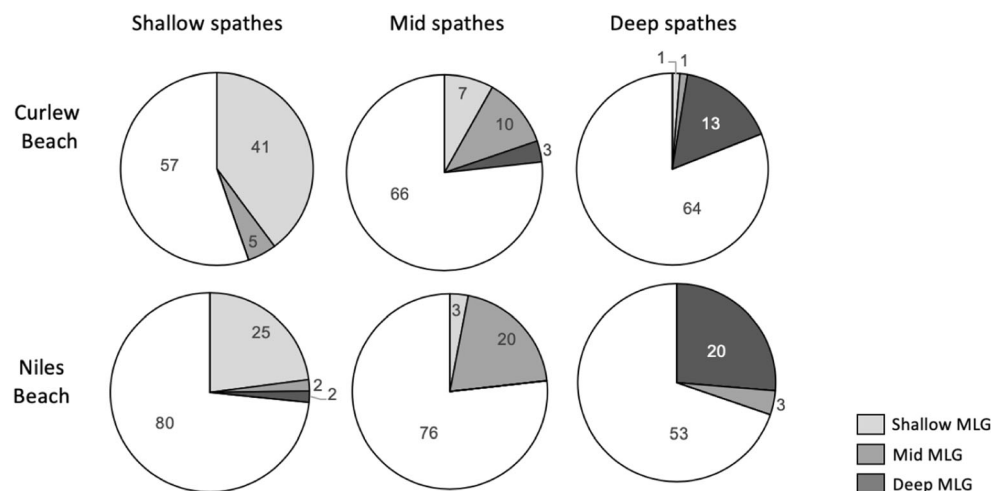 Shallow spathes Mid spathes Deep spathes
Curlew
Beach
57 41 5
66 7 10 3
1 1 13 64
Niles
Beach
80 25 2 2
76 3 20
53 20 3
Shallow MLG
Mid MLG
Deep MLG